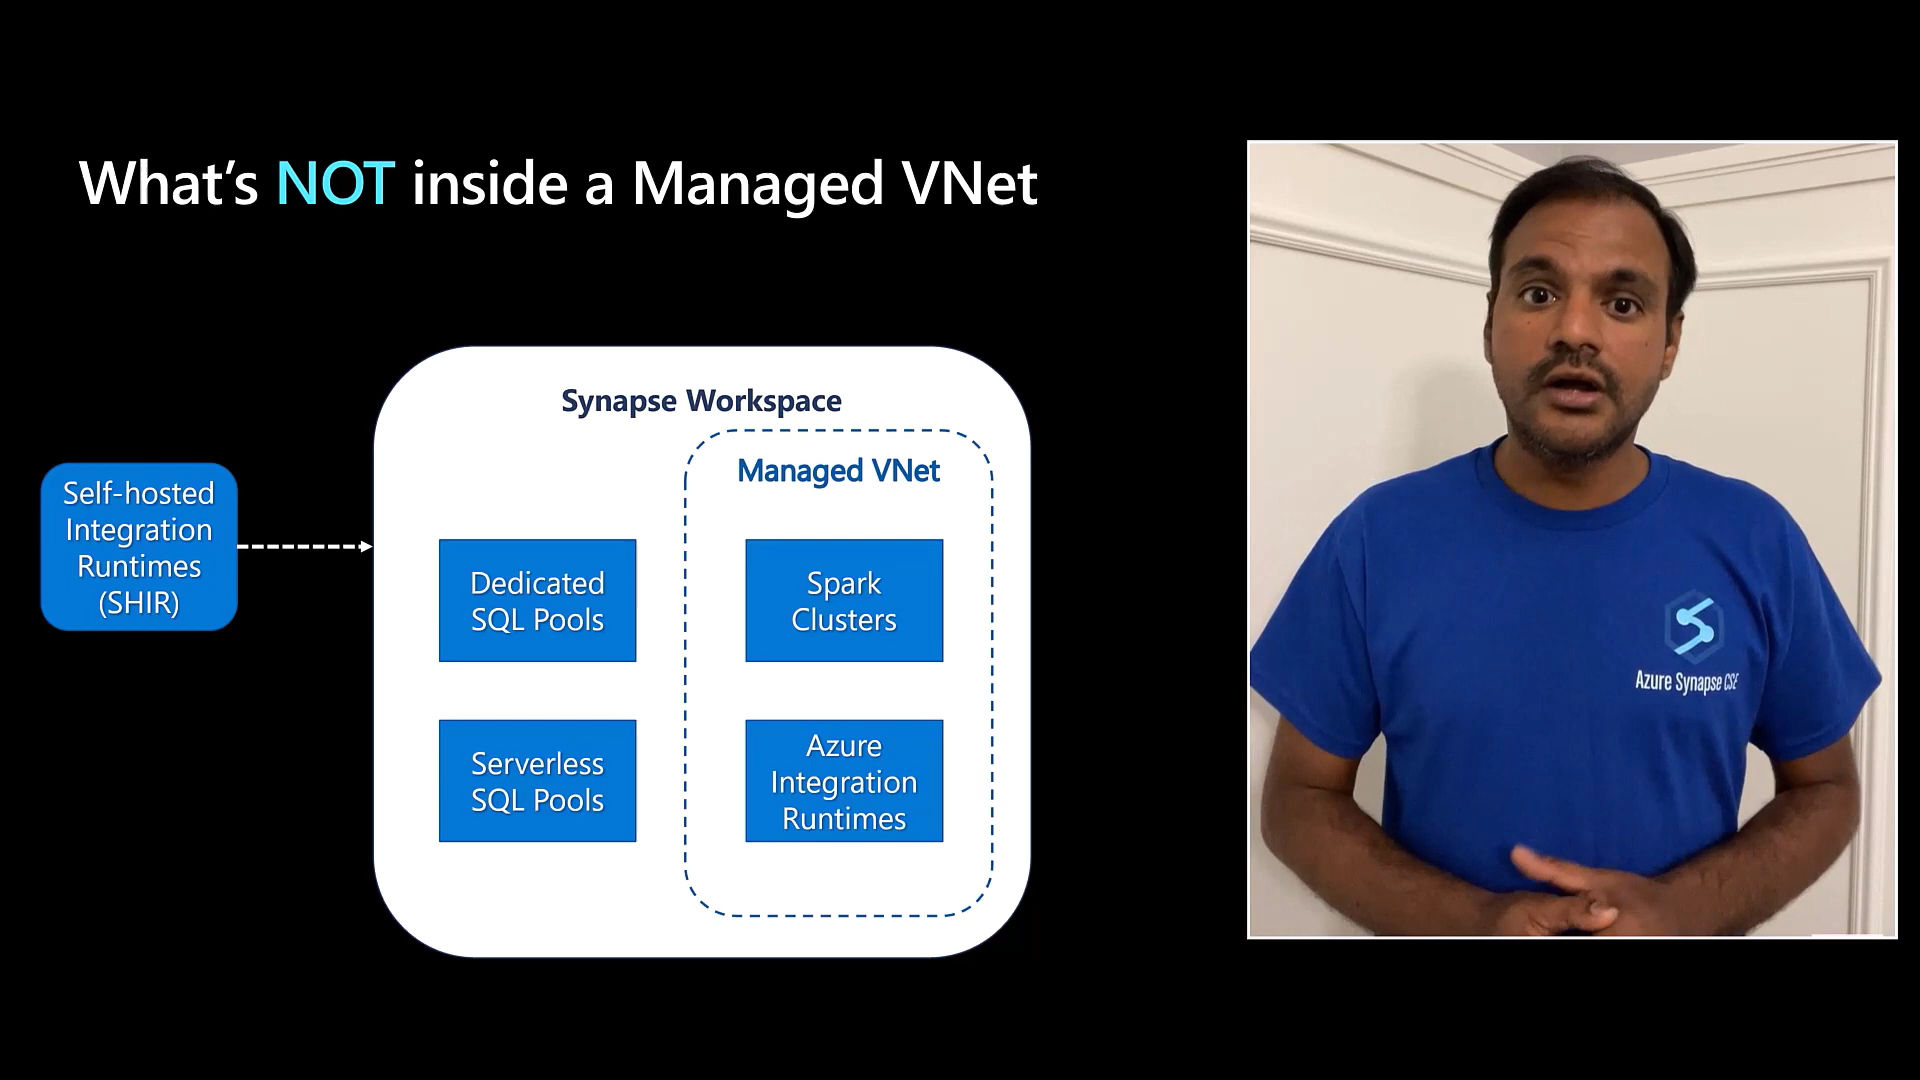 What's NOT inside a Managed VNet
Synapse Workspace
Managed VNet
Self-hosted
Integration
Runtimes
(SHIR)
Dedicated
SQL Pools
Spark
Clusters
Serverless
SQL Pools
Azure
Integration
Runtimes
Azure Synapse CSE